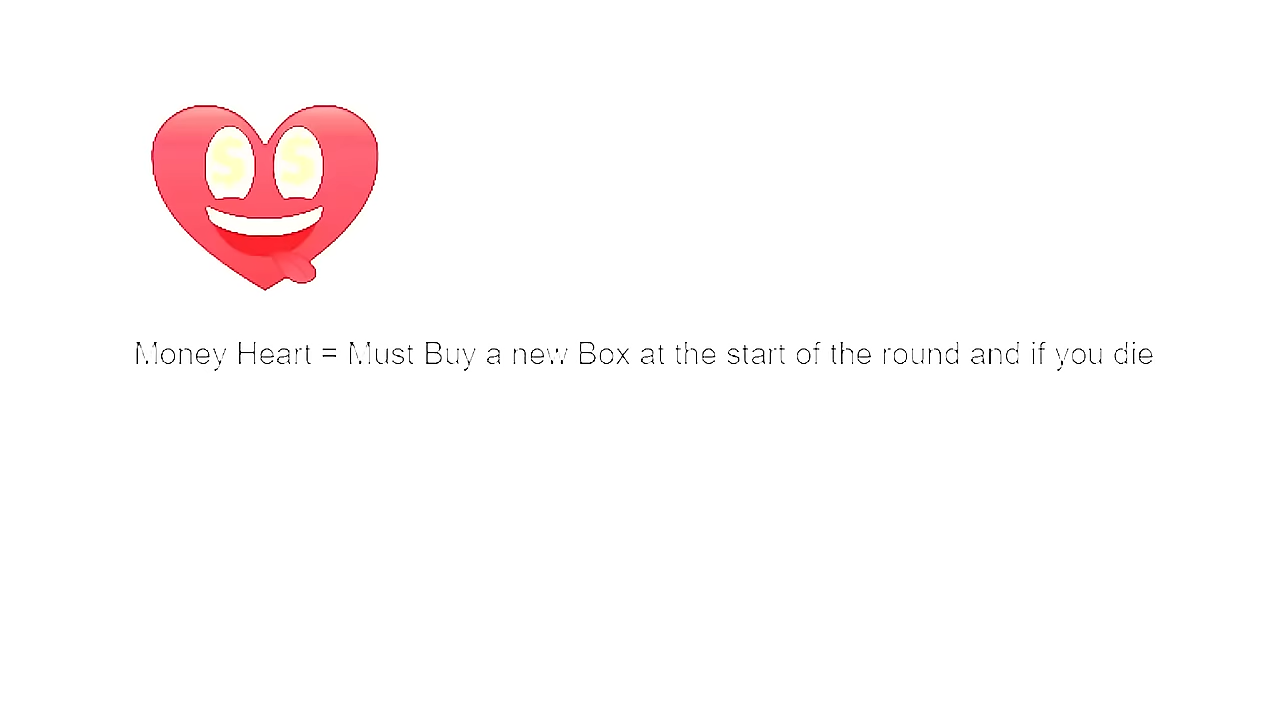 $ $
Money Heart = Must Buy a new Box at the start of the round and if you die